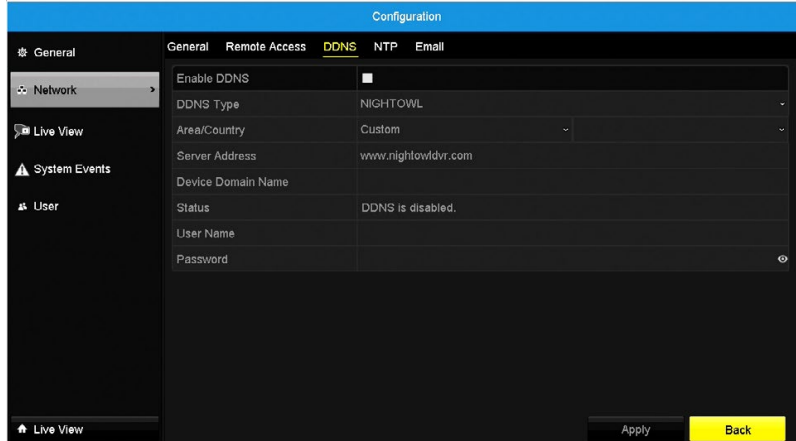 Configuration
General
Network
Live View
System Events
User
Live View
General Remote Access DDNS NTP Email
Enable DDNS
DDNS Type NIGHTOWL
Area/Country Custom
Server Address www.nightowldvr.com
Device Domain Name
Status DDNS is disabled.
User Name
Password
Apply Back